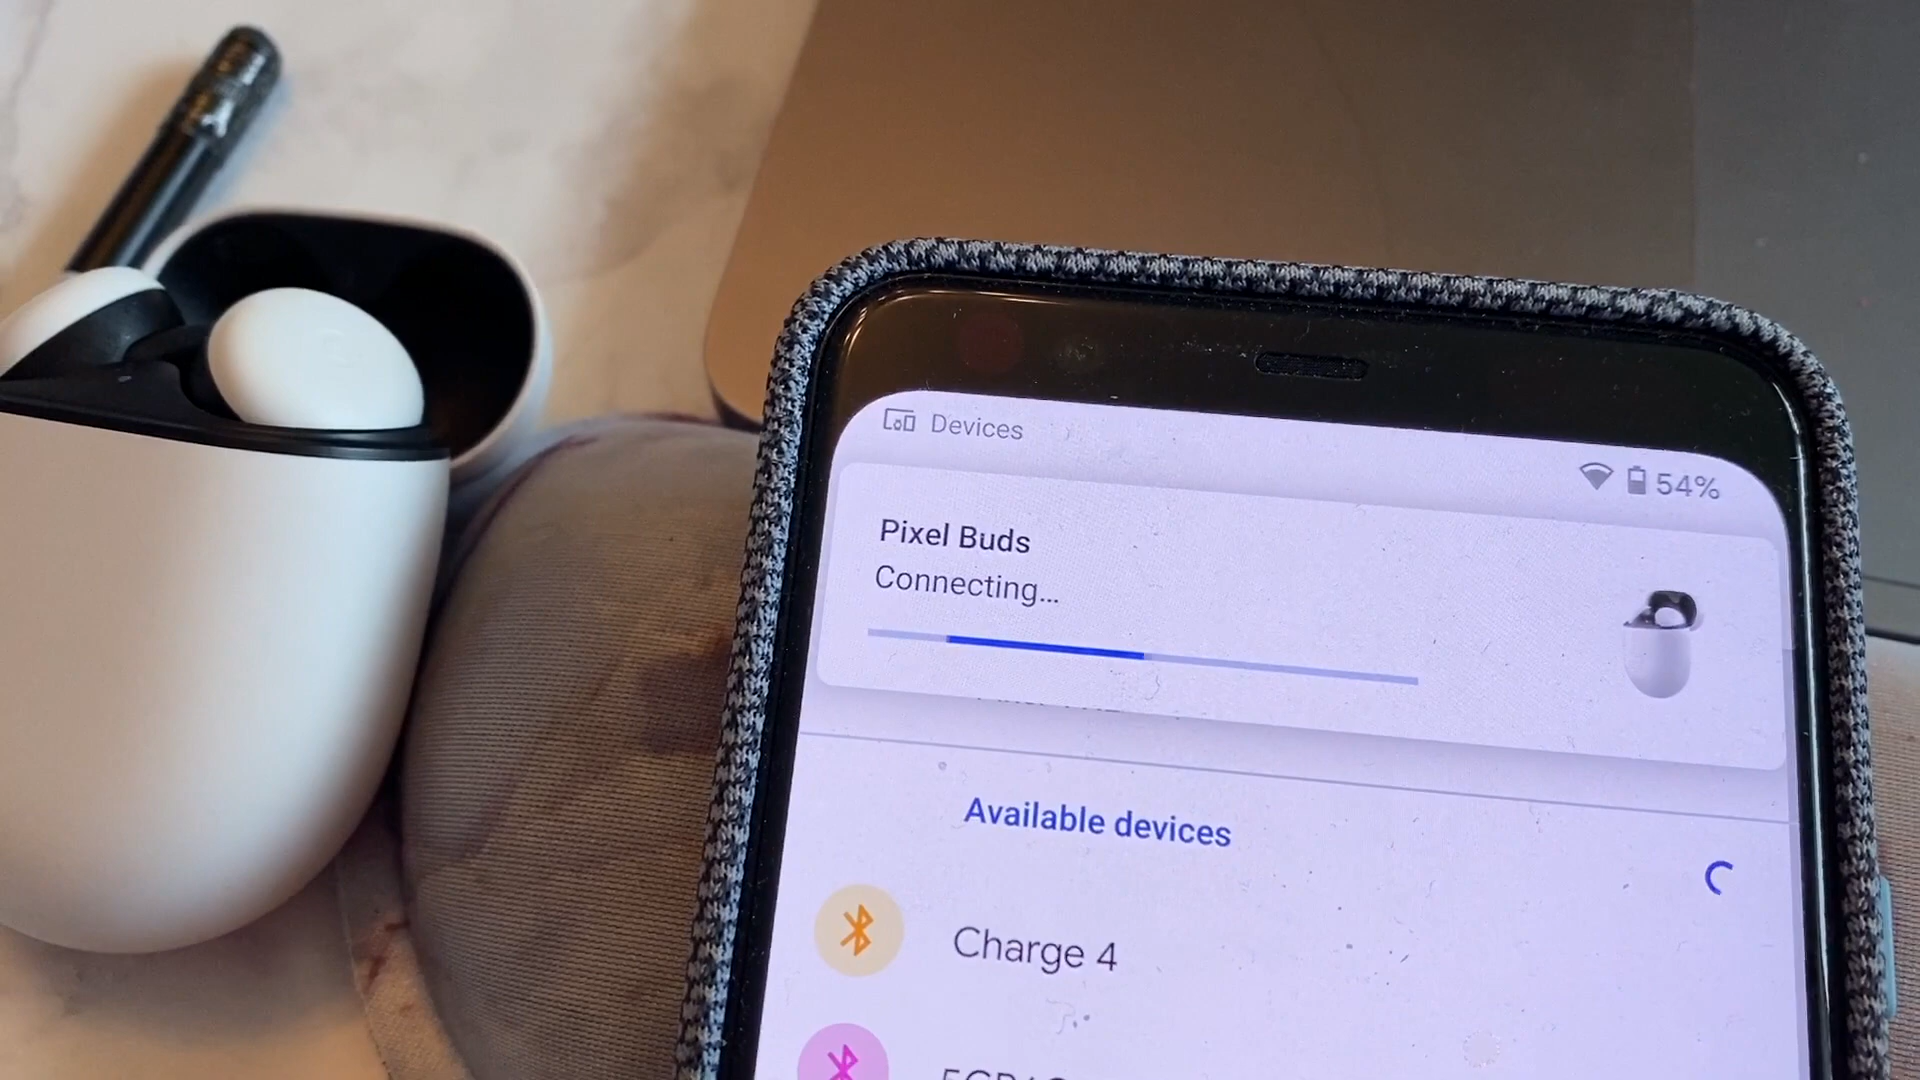 Devices
54%
Pixel Buds
Connecting...
Available devices
Charge 4